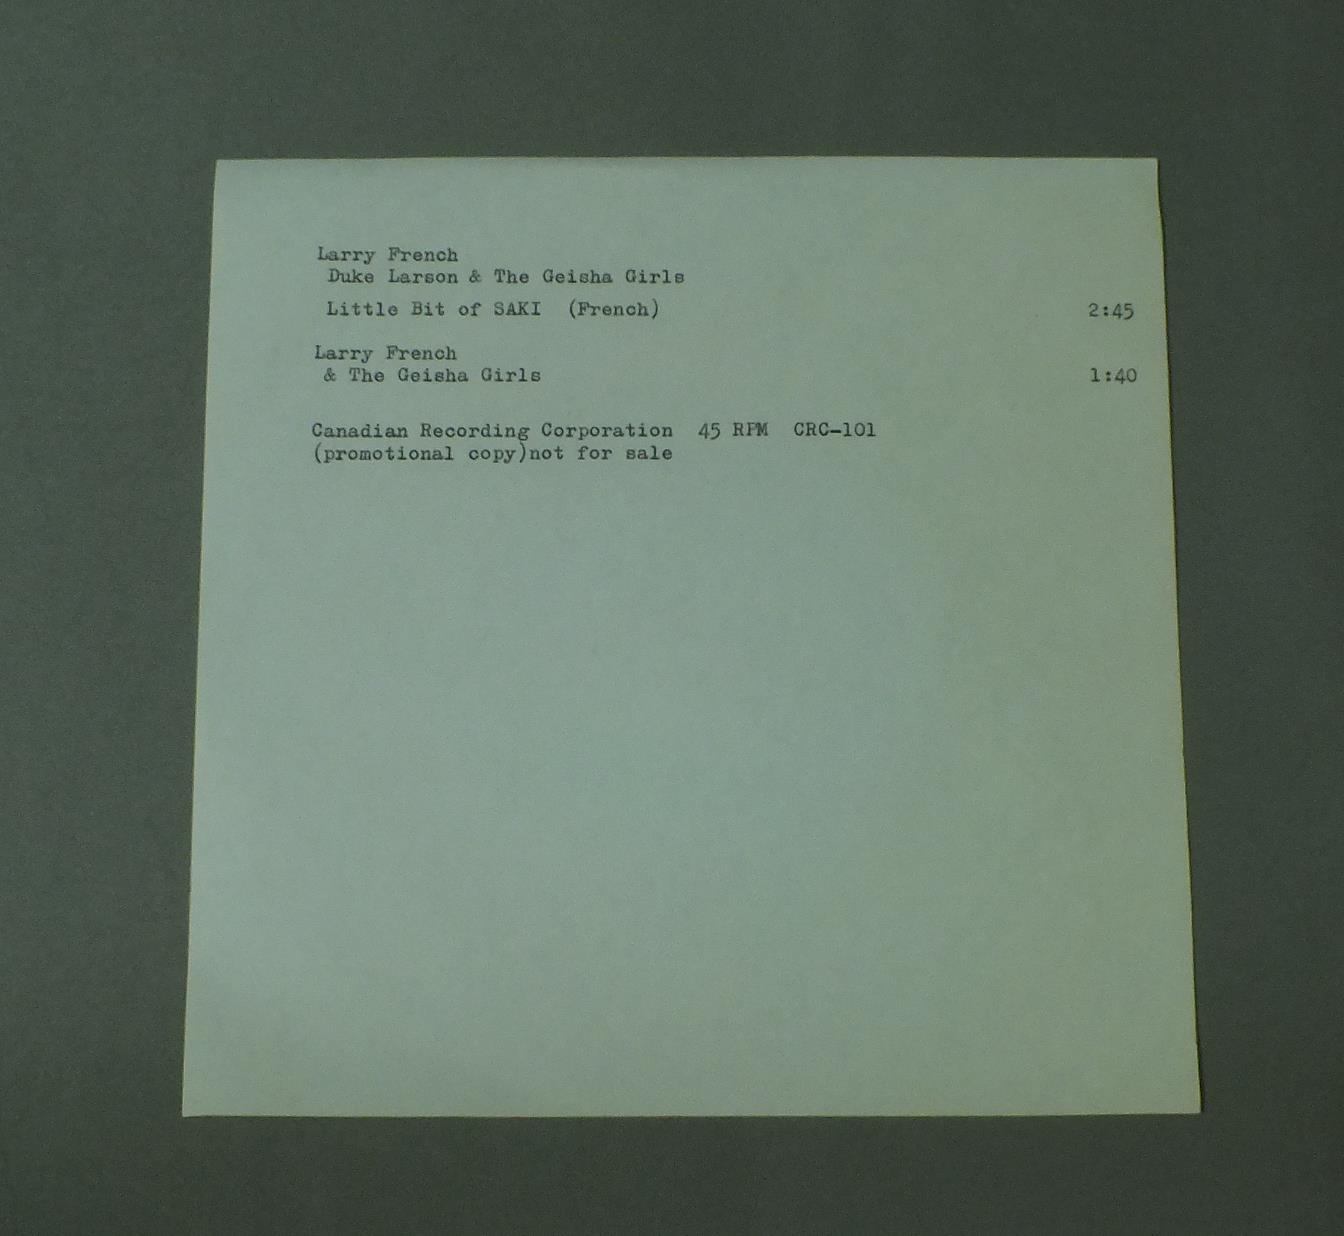 Larry French
Duke Larson & The Geisha Girls
Little Bit of SAKI (French) 2:45
Larry French
& The Geisha Girls 1:40
Canadian Recording Corporation 45 RPM CRC-101
(promotional copy)not for sale